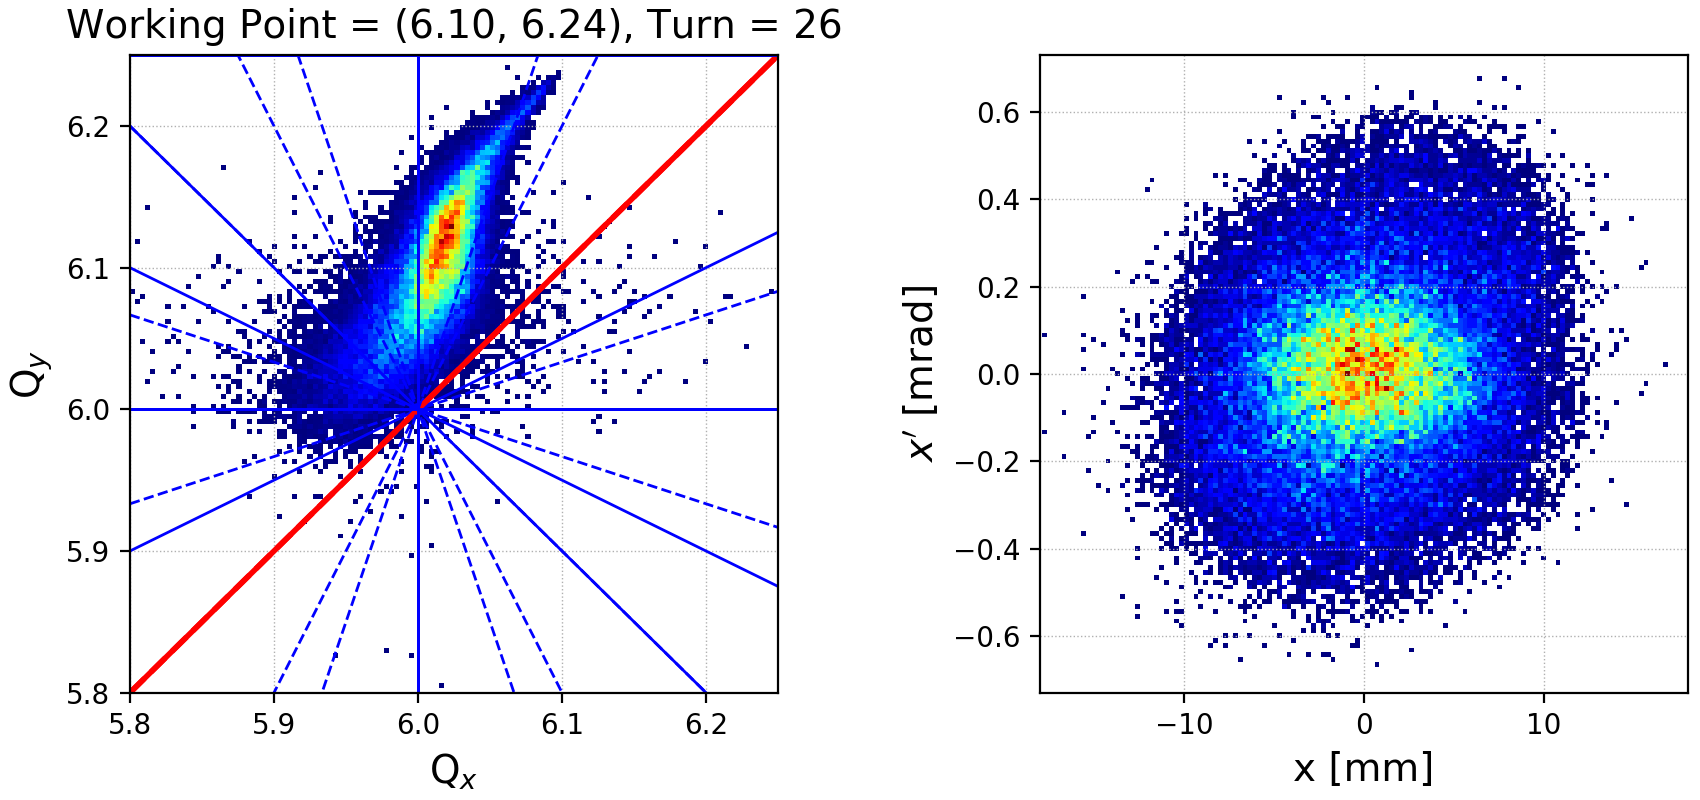 Working Point = (6.10, 6.24), Turn = 26
6.2
6.1
6.0
5.9
5.8
Q_y
5.8 5.9 6.0 6.1 6.2
Q_x
0.6
0.4
0.2
0.0
−0.2
−0.4
−0.6
x′ [mrad]
−10 0 10
x [mm]